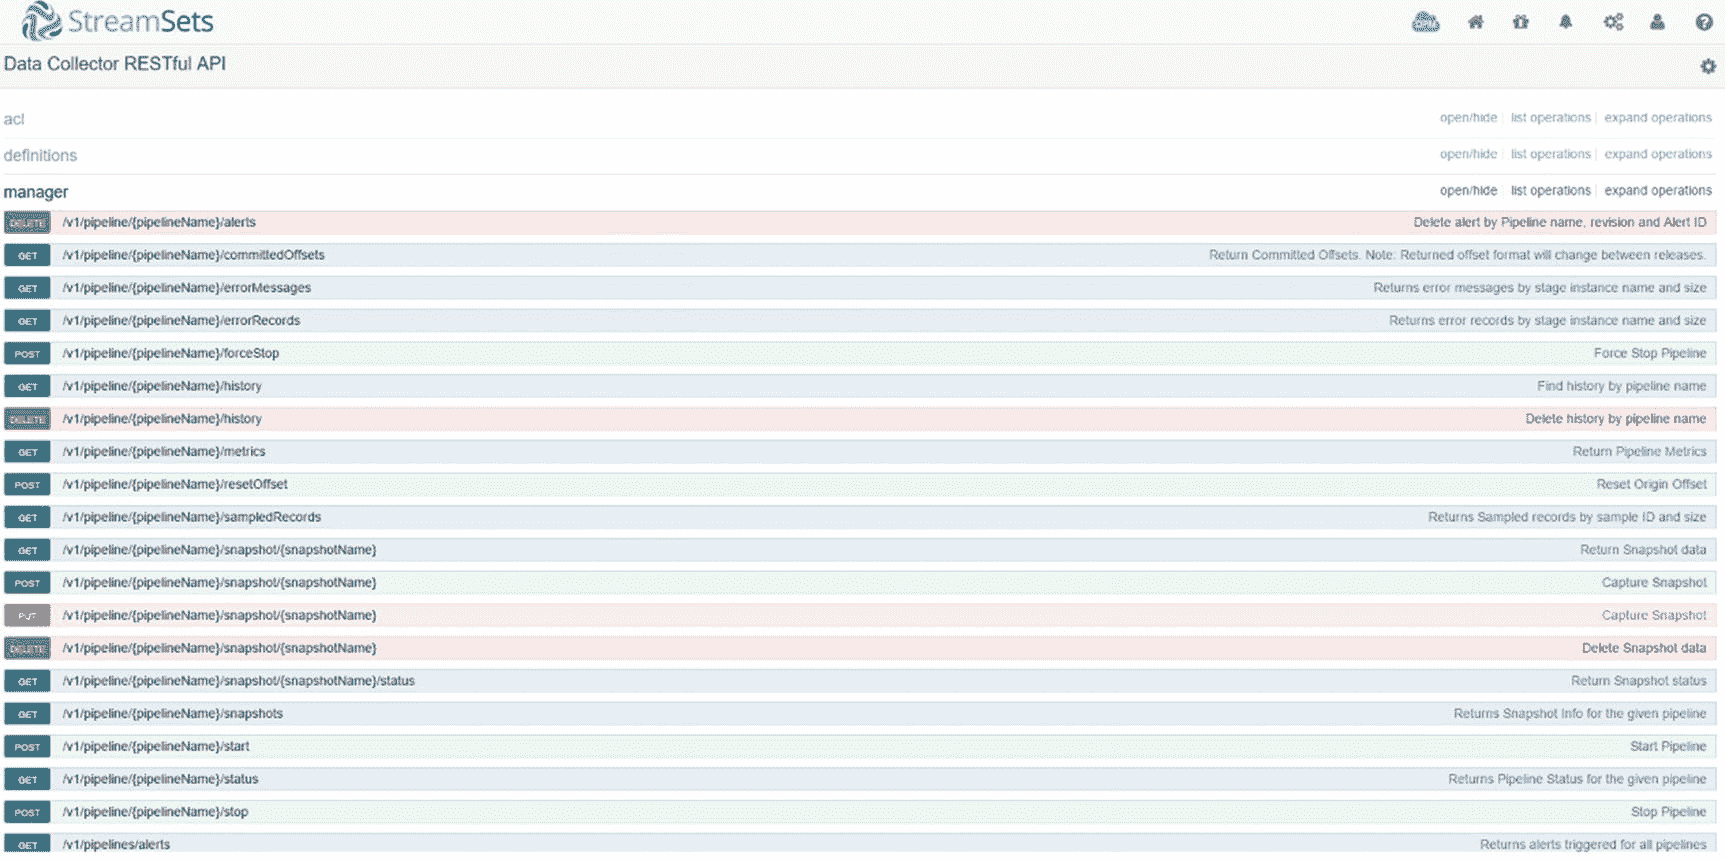 StreamSets
Data Collector RESTful API
acl open/hide list operations expand operations
definitions open/hide list operations expand operations
manager open/hide list operations expand operations
DELETE /v1/pipeline/{pipelineName}/alerts Delete alert by Pipeline name, revision and Alert ID
GET /v1/pipeline/{pipelineName}/committedOffsets Return Committed Offsets. Note: Returned offset format will change between releases.
GET /v1/pipeline/{pipelineName}/errorMessages Returns error messages by stage instance name and size
GET /v1/pipeline/{pipelineName}/errorRecords Returns error records by stage instance name and size
POST /v1/pipeline/{pipelineName}/forceStop Force Stop Pipeline
GET /v1/pipeline/{pipelineName}/history Find history by pipeline name
DELETE /v1/pipeline/{pipelineName}/history Delete history by pipeline name
GET /v1/pipeline/{pipelineName}/metrics Return Pipeline Metrics
POST /v1/pipeline/{pipelineName}/resetOffset Reset Origin Offset
GET /v1/pipeline/{pipelineName}/sampledRecords Returns Sampled records by sample ID and size
GET /v1/pipeline/{pipelineName}/snapshot/{snapshotName} Return Snapshot data
POST /v1/pipeline/{pipelineName}/snapshot/{snapshotName} Capture Snapshot
PUT /v1/pipeline/{pipelineName}/snapshot/{snapshotName} Capture Snapshot
DELETE /v1/pipeline/{pipelineName}/snapshot/{snapshotName} Delete Snapshot data
GET /v1/pipeline/{pipelineName}/snapshot/{snapshotName}/status Return Snapshot status
GET /v1/pipeline/{pipelineName}/snapshots Returns Snapshot Info for the given pipeline
POST /v1/pipeline/{pipelineName}/start Start Pipeline
GET /v1/pipeline/{pipelineName}/status Returns Pipeline Status for the given pipeline
POST /v1/pipeline/{pipelineName}/stop Stop Pipeline
GET /v1/pipelines/alerts Returns alerts triggered for all pipelines